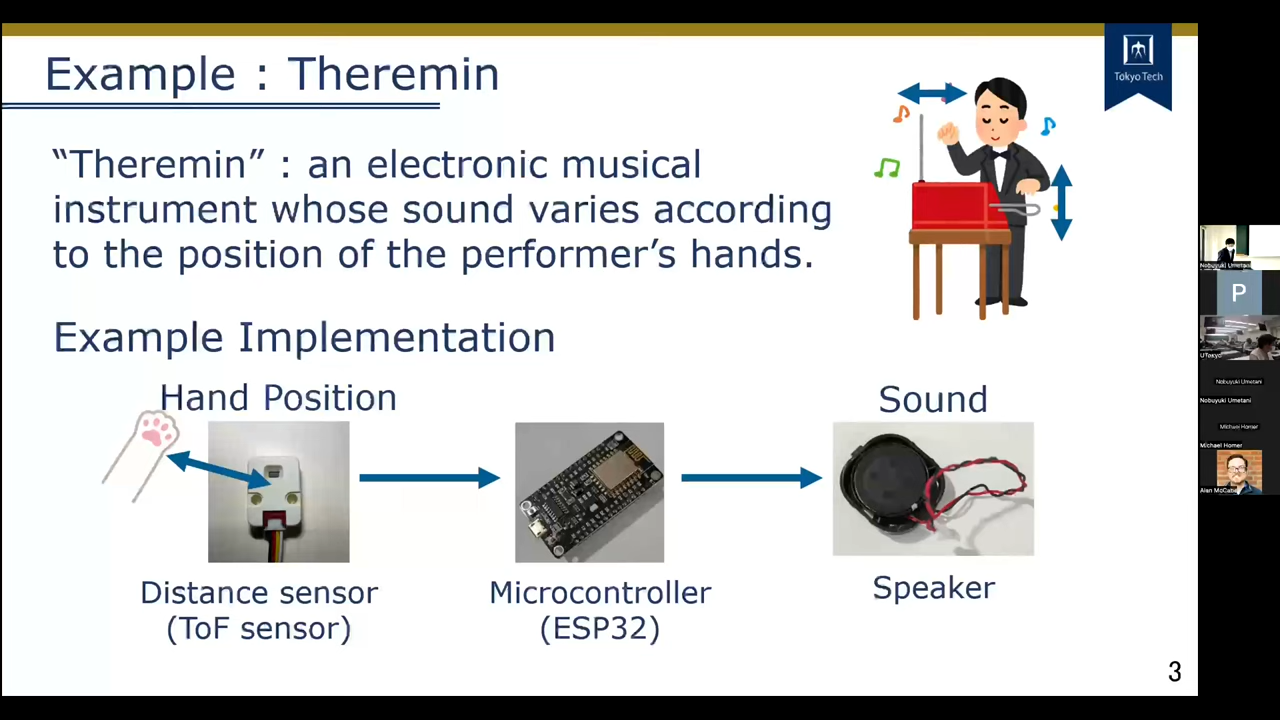 Example : Theremin
Tokyo Tech
“Theremin” : an electronic musical
instrument whose sound varies according
to the position of the performer’s hands.
Example Implementation
Hand Position
Sound
Distance sensor
(ToF sensor)
Microcontroller
(ESP32)
Speaker
3
Nobuyuki Umetani
P
UTokyo
Nobuyuki Umetani
Nobuyuki Umetani
Michael Homer
Michael Homer
Alan McCabe